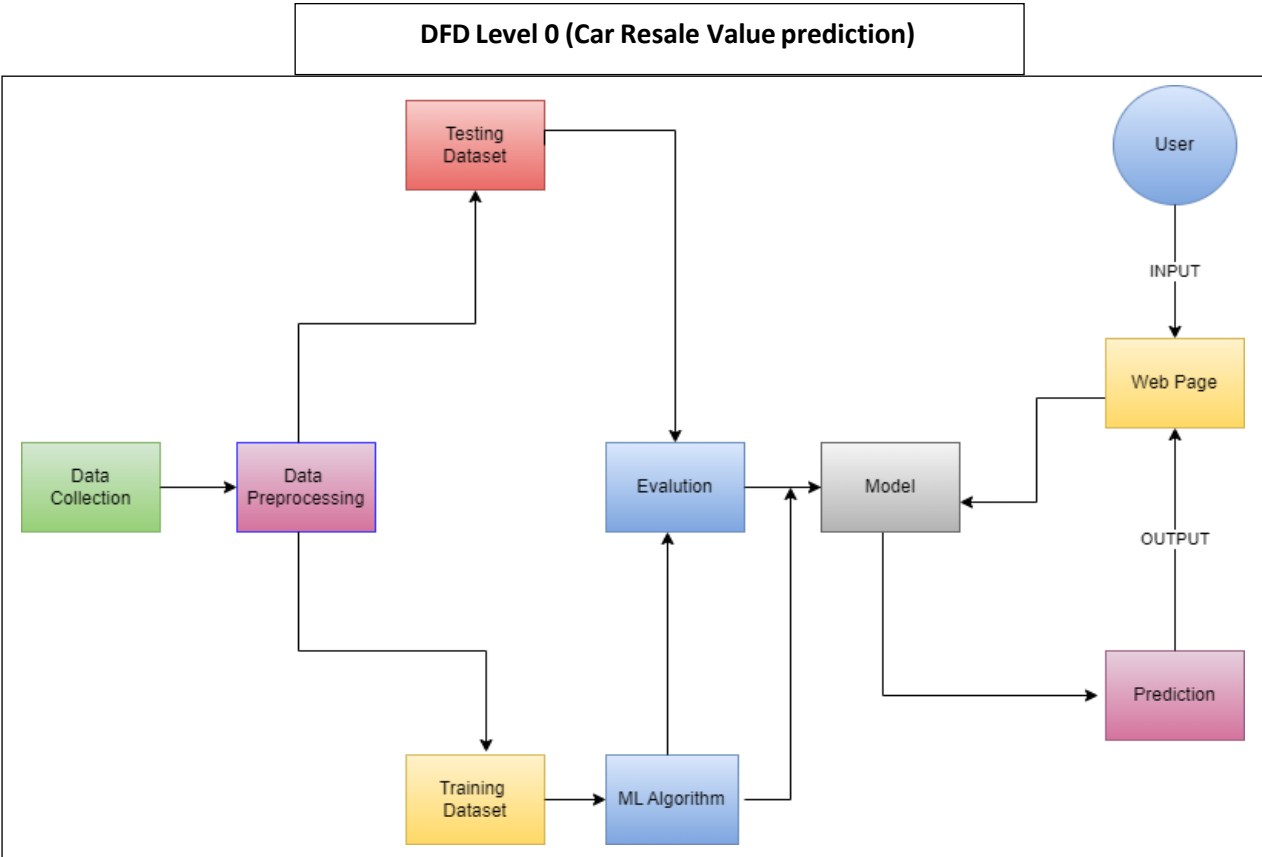 DFD Level 0 (Car Resale Value prediction)
Testing
Dataset
User
INPUT
Web Page
Data
Collection
Data
Preprocessing
Evalution
Model
OUTPUT
Training
Dataset
ML Algorithm
Prediction